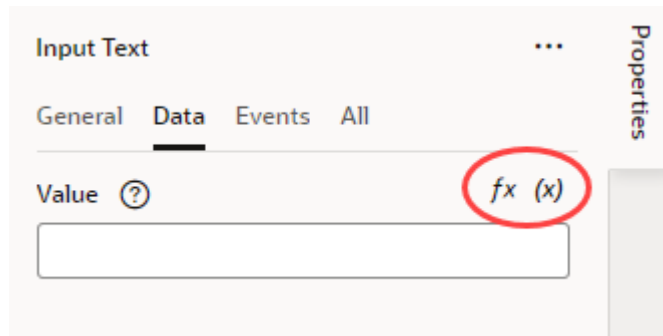 Input Text ...
General Data Events All
Value ?
fx (x)
Properties